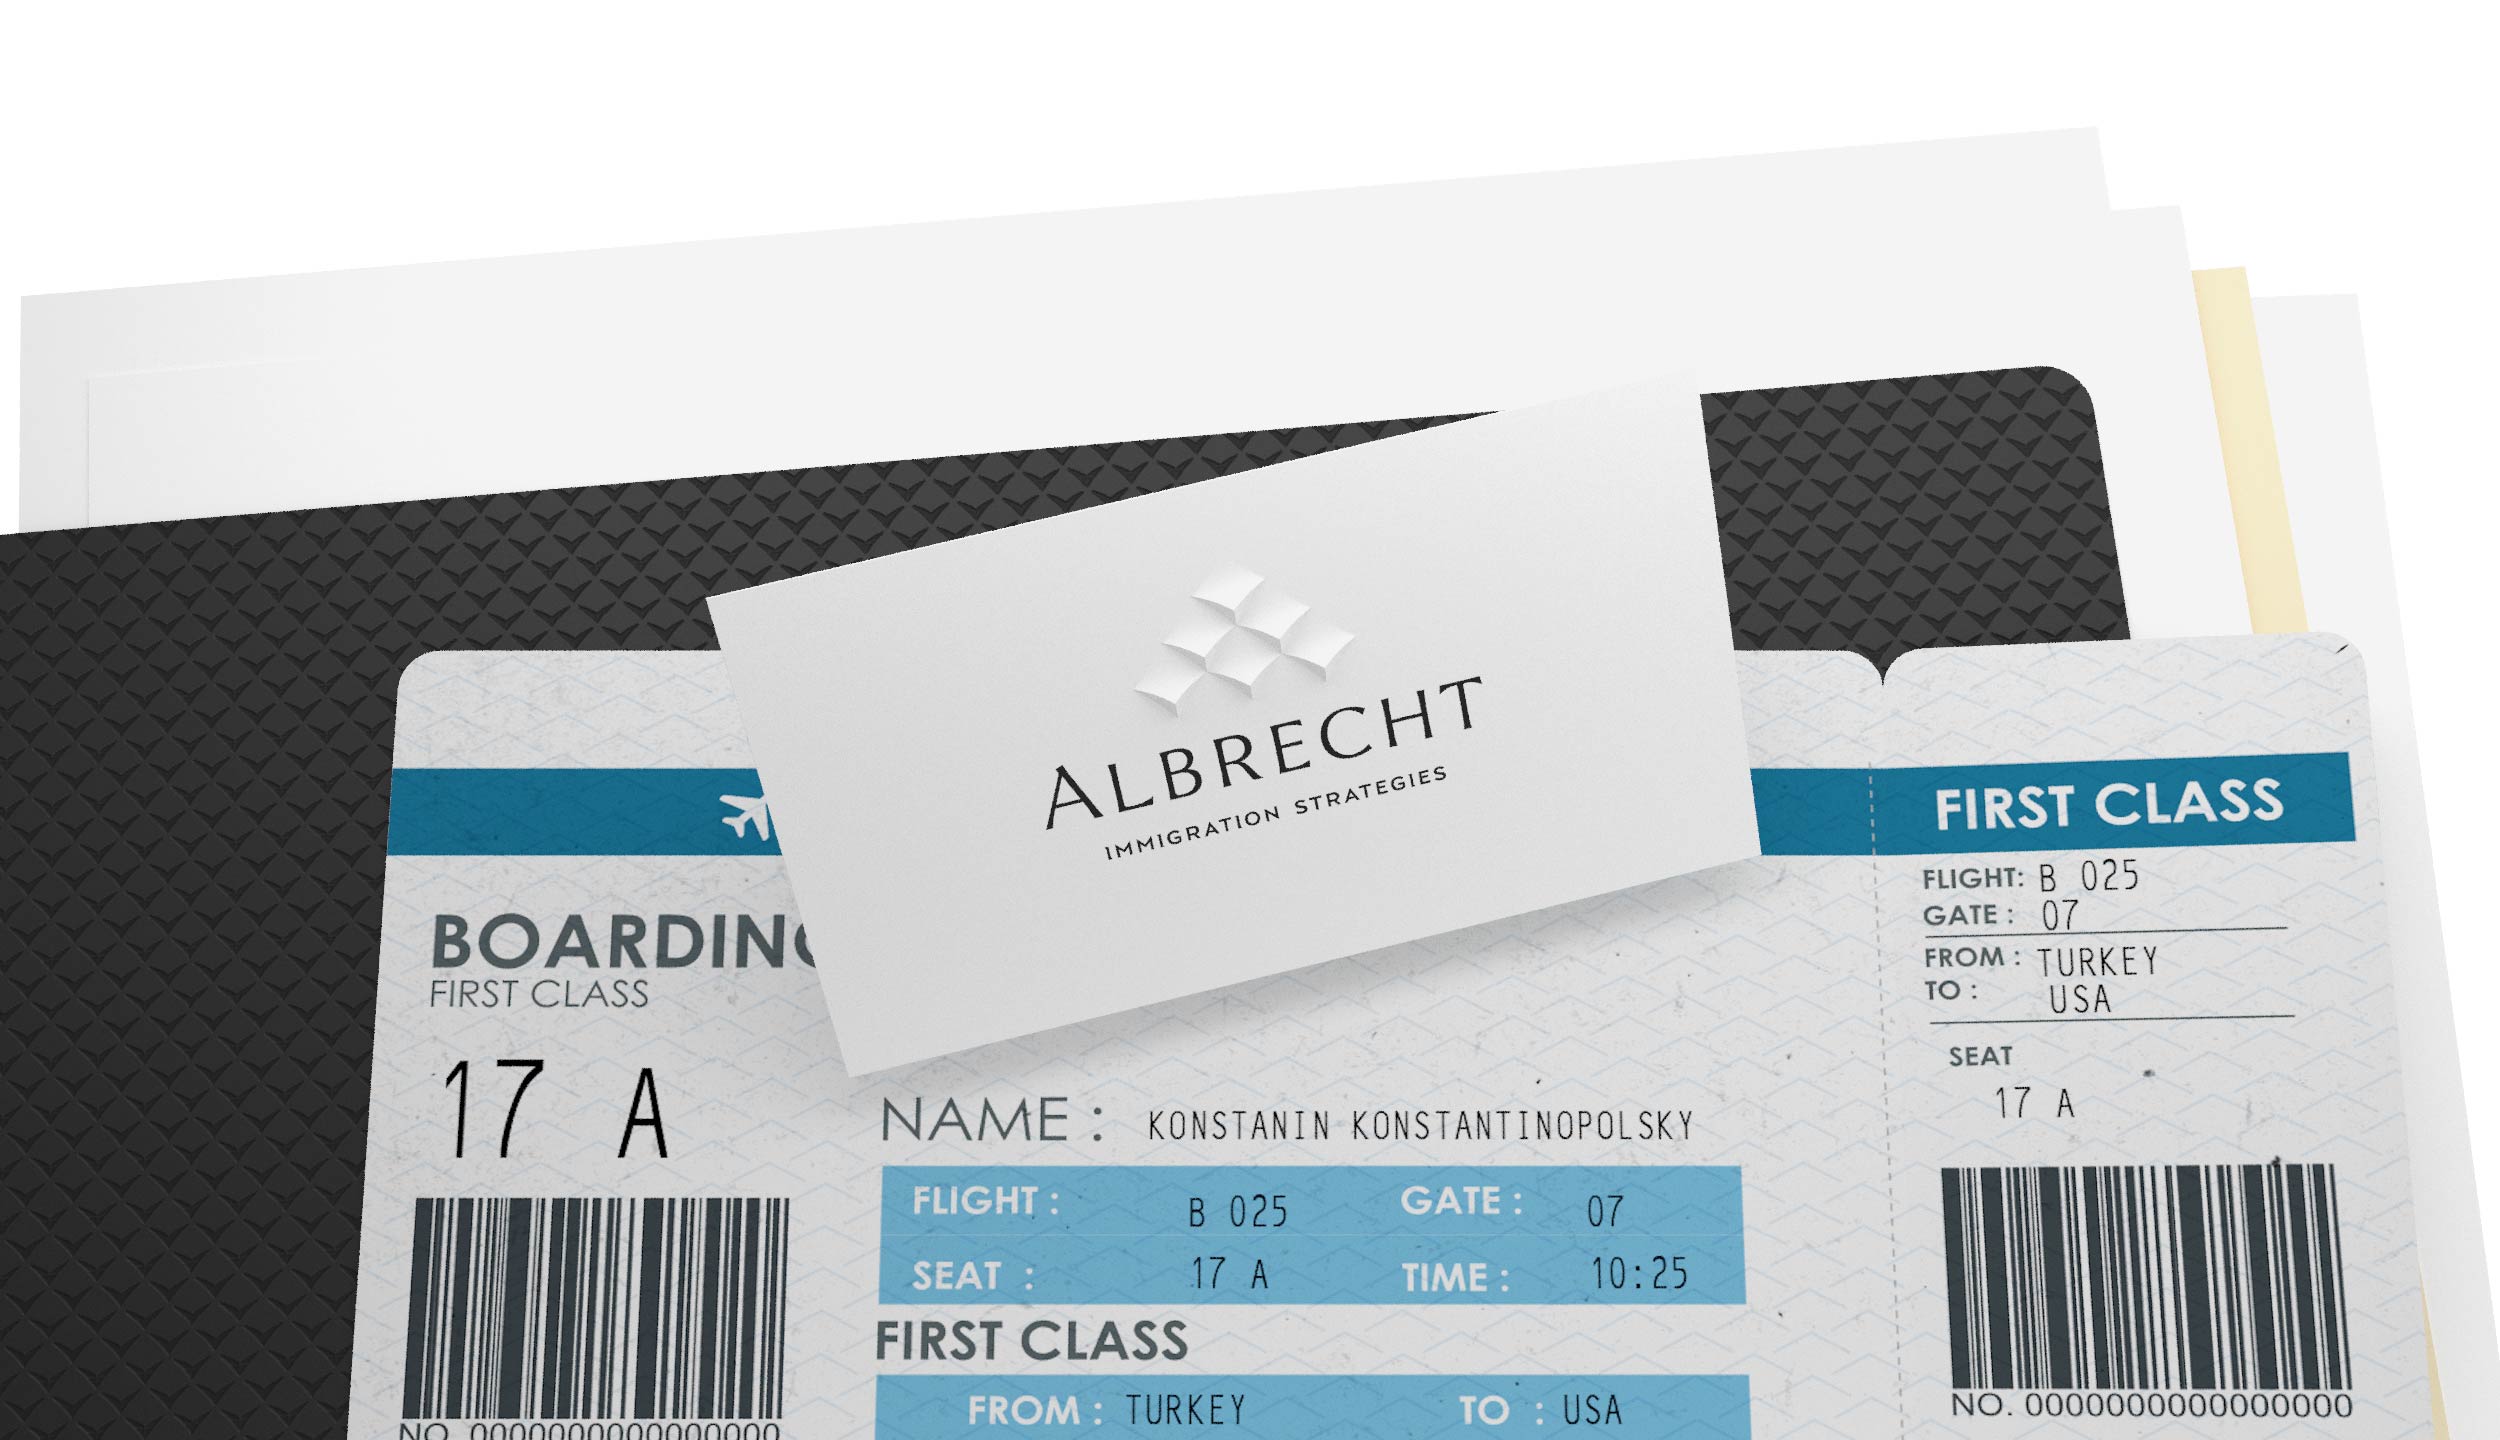 ALBRECHT
IMMIGRATION STRATEGIES
BOARDING
FIRST CLASS
17 A
NO. 0000000000000000
NAME : KONSTANIN KONSTANTINOPOLSKY
FLIGHT : B 025 GATE : 07
SEAT : 17 A TIME : 10:25
FIRST CLASS
FROM : TURKEY TO : USA
FIRST CLASS
FLIGHT: B 025
GATE : 07
FROM : TURKEY
TO : USA
SEAT
17 A
NO. 0000000000000000